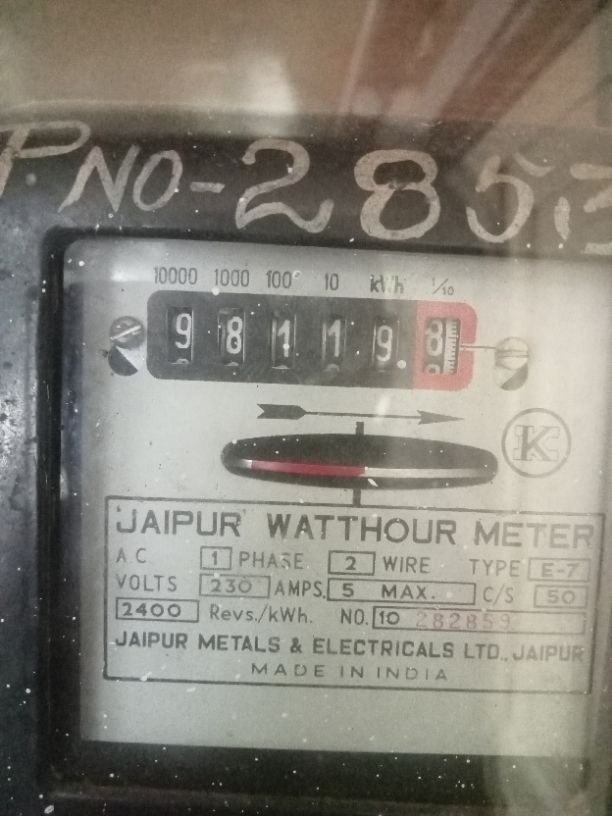 PNO-2853
10000 1000 100 10 kWh 1/10
9 8 1 1 9 8
K
JAIPUR WATTHOUR METER
A.C 1 PHASE 2 WIRE TYPE E-7
VOLTS 230 AMPS. 5 MAX. C/S 50
2400 Revs./kWh. NO. 10 282859
JAIPUR METALS & ELECTRICALS LTD., JAIPUR
MADE IN INDIA